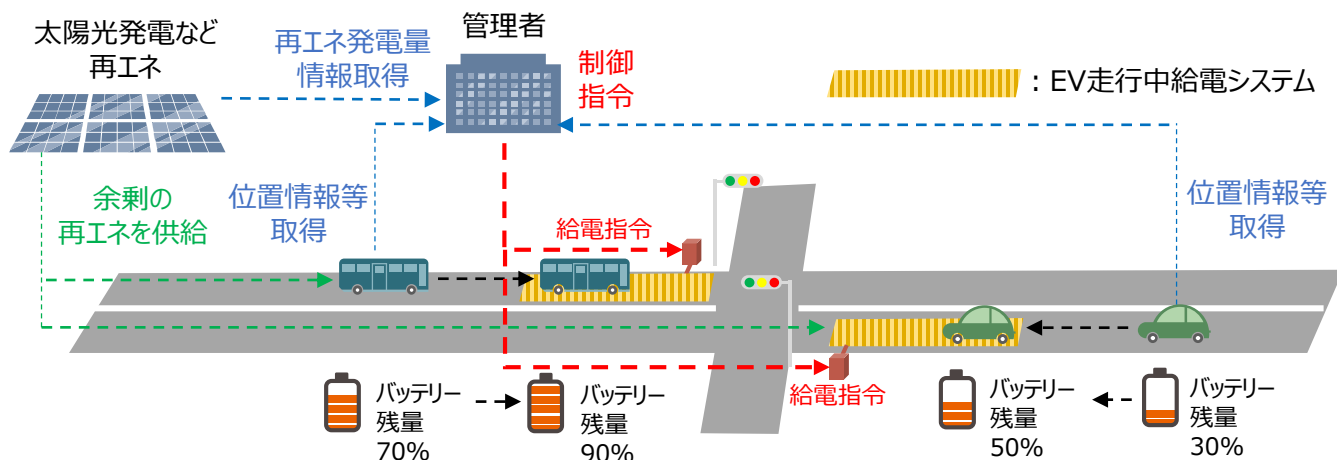 太陽光発電など
再エネ
再エネ発電量
情報取得
管理者
制御
指令
：EV走行中給電システム
余剰の
再エネを供給
位置情報等
取得
給電指令
位置情報等
取得
給電指令
バッテリー
残量
70%
バッテリー
残量
90%
バッテリー
残量
50%
バッテリー
残量
30%